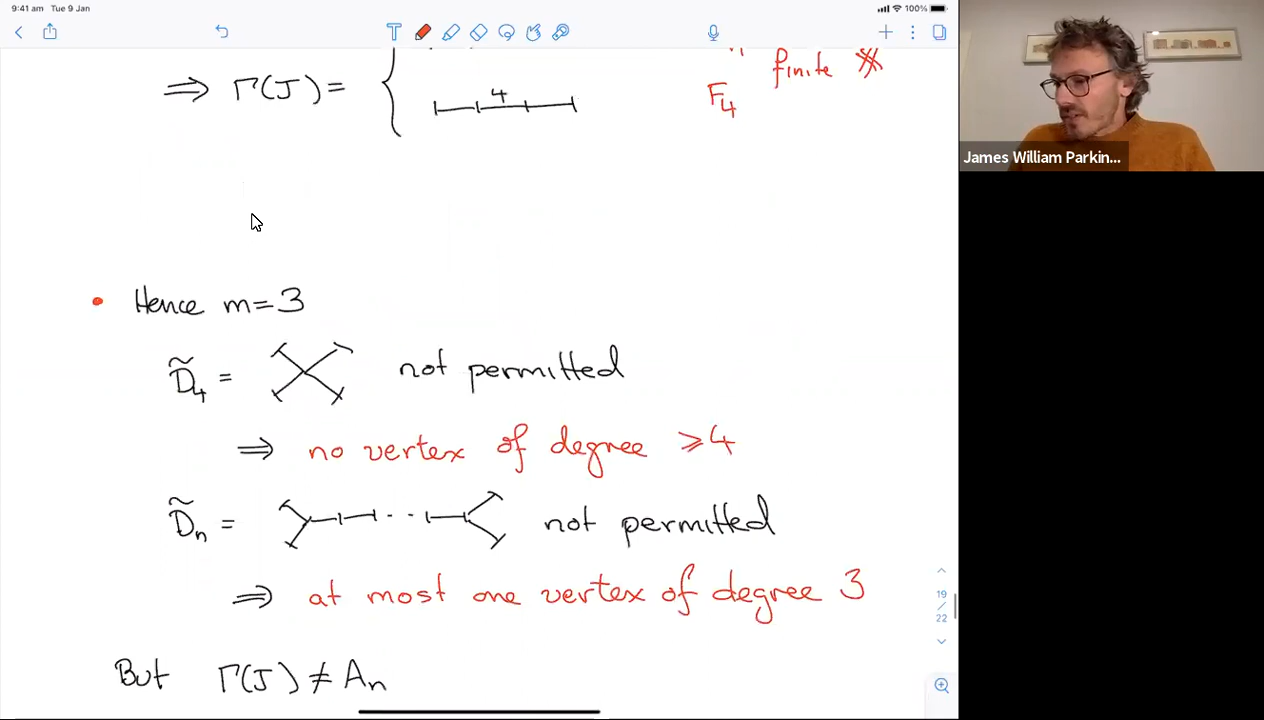 9:41 am Tue 9 Jan
100%
finite
⟹ Γ(J) =
4
F₄
James William Parkin...
• Hence m=3
D̃₄ = not permitted
⟹ no vertex of degree ⩾4
D̃ₙ = not permitted
⟹ at most one vertex of degree 3
19
/
22
But Γ(J) ≠ Aₙ